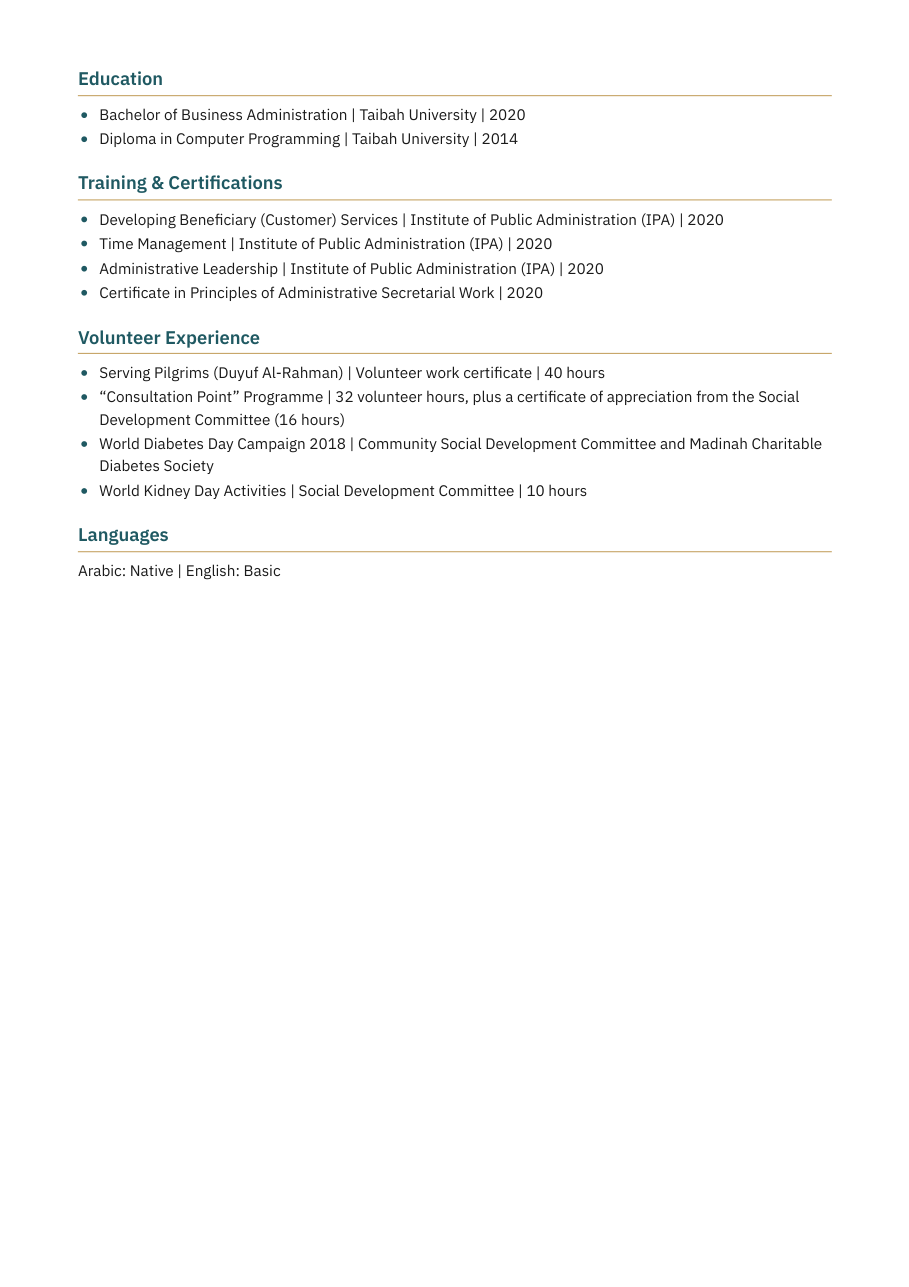 Education
• Bachelor of Business Administration | Taibah University | 2020
• Diploma in Computer Programming | Taibah University | 2014
Training & Certifications
• Developing Beneficiary (Customer) Services | Institute of Public Administration (IPA) | 2020
• Time Management | Institute of Public Administration (IPA) | 2020
• Administrative Leadership | Institute of Public Administration (IPA) | 2020
• Certificate in Principles of Administrative Secretarial Work | 2020
Volunteer Experience
• Serving Pilgrims (Duyuf Al-Rahman) | Volunteer work certificate | 40 hours
• “Consultation Point” Programme | 32 volunteer hours, plus a certificate of appreciation from the Social
Development Committee (16 hours)
• World Diabetes Day Campaign 2018 | Community Social Development Committee and Madinah Charitable
Diabetes Society
• World Kidney Day Activities | Social Development Committee | 10 hours
Languages
Arabic: Native | English: Basic